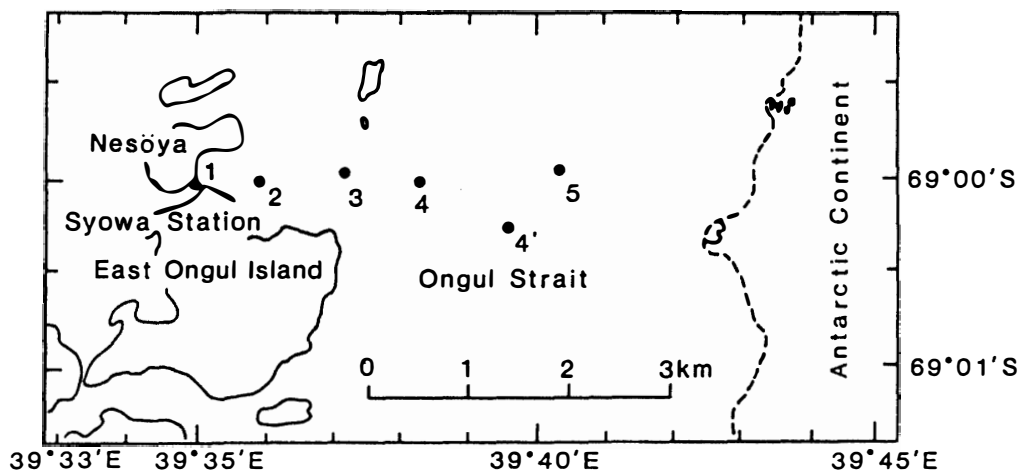 Nesöya
1
2
3
4
5
4'
69°00'S
Syowa Station
East Ongul Island
Ongul Strait
Antarctic Continent
0 1 2 3km
69°01'S
39°33'E 39°35'E 39°40'E 39°45'E